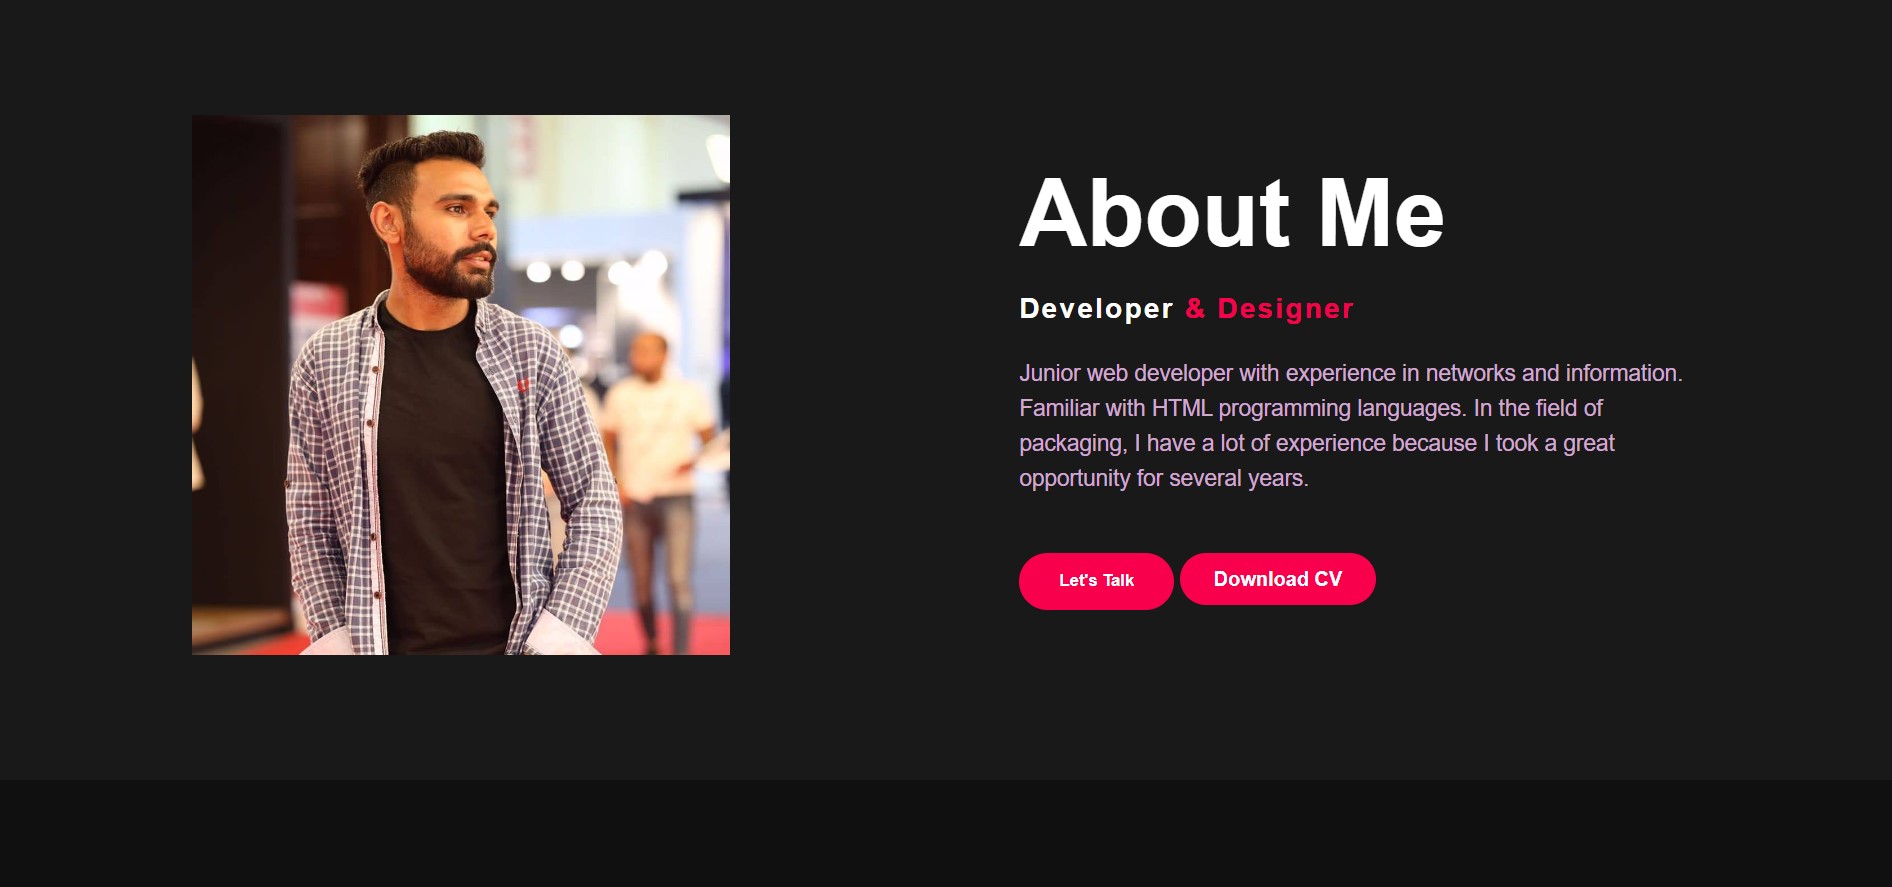 About Me
Developer & Designer
Junior web developer with experience in networks and information.
Familiar with HTML programming languages. In the field of
packaging, I have a lot of experience because I took a great
opportunity for several years.
Let's Talk
Download CV